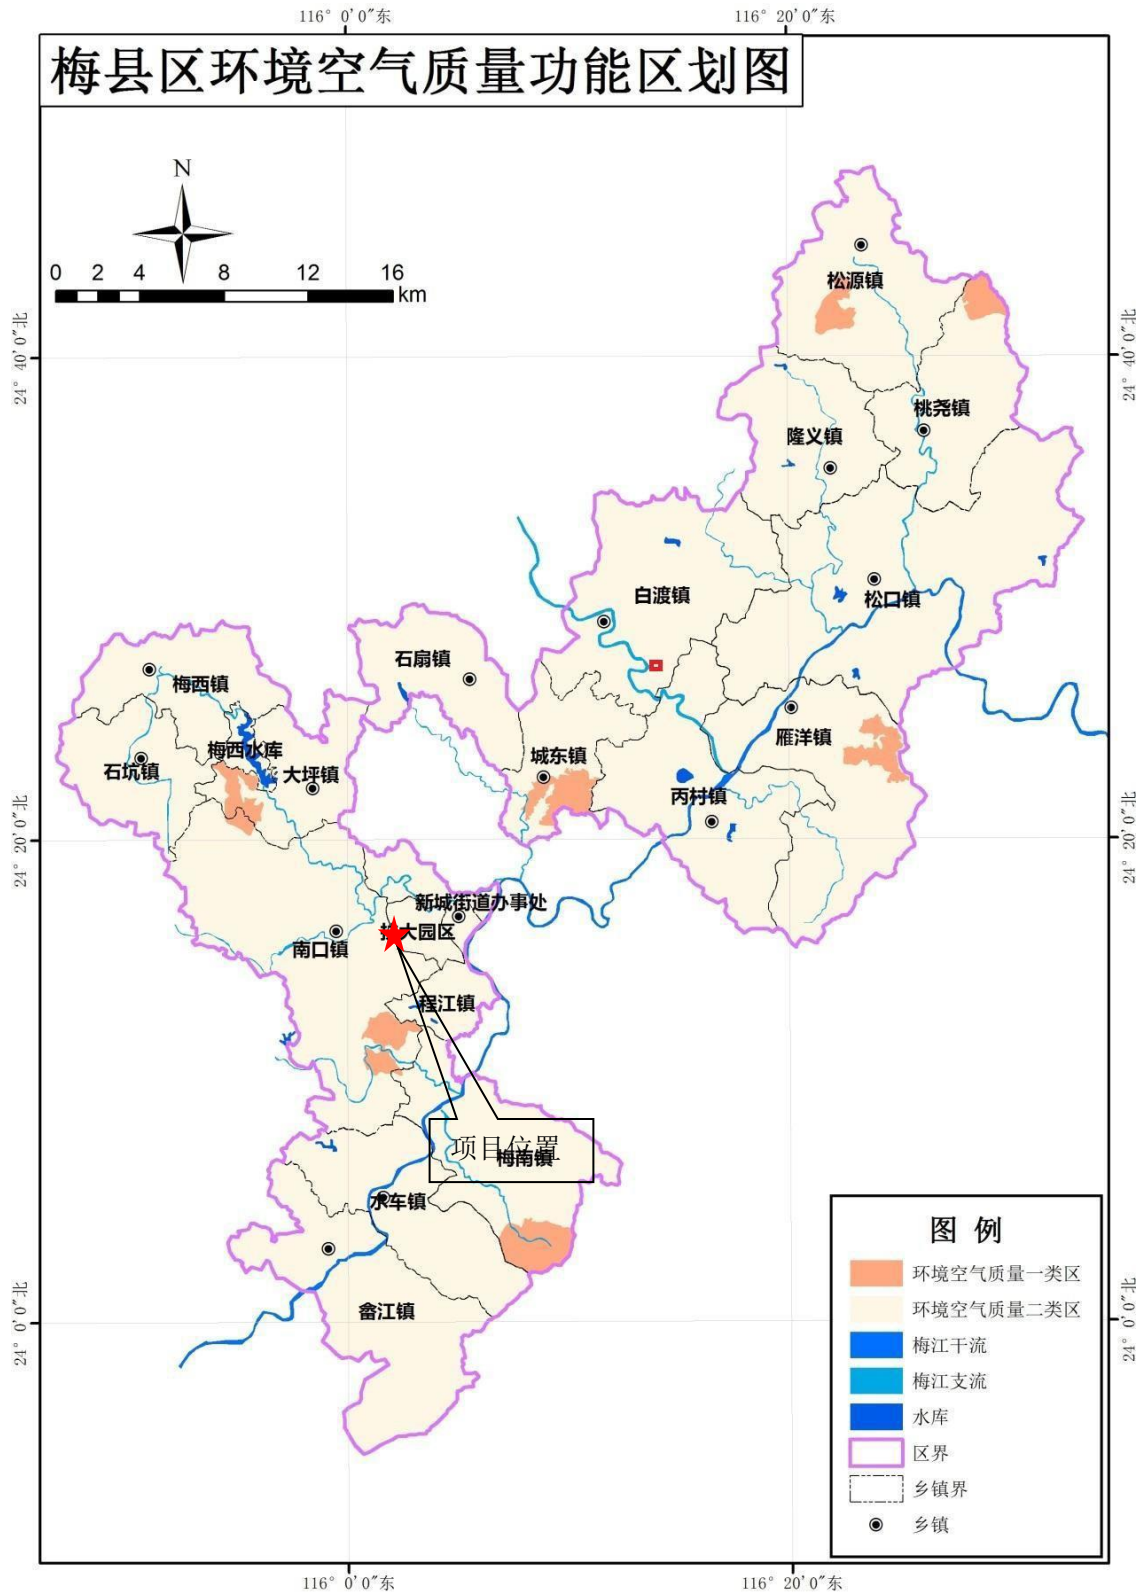 116° 0′0″东
116° 20′0″东
梅县区环境空气质量功能区划图
N
0 2 4 8 12 16
km
松源镇
24° 40′0″北
24° 40′0″北
桃尧镇
隆义镇
白渡镇
松口镇
石扇镇
梅西镇
雁洋镇
梅西水库
城东镇
石坑镇
大坪镇
丙村镇
24° 20′0″北
24° 20′0″北
新城街道办事处
大园区
南口镇
程江镇
项目位置
梅南镇
水车镇
畲江镇
24° 0′0″北
24° 0′0″北
图 例
环境空气质量一类区
环境空气质量二类区
梅江干流
梅江支流
水库
区界
乡镇界
乡镇
116° 0′0″东
116° 20′0″东